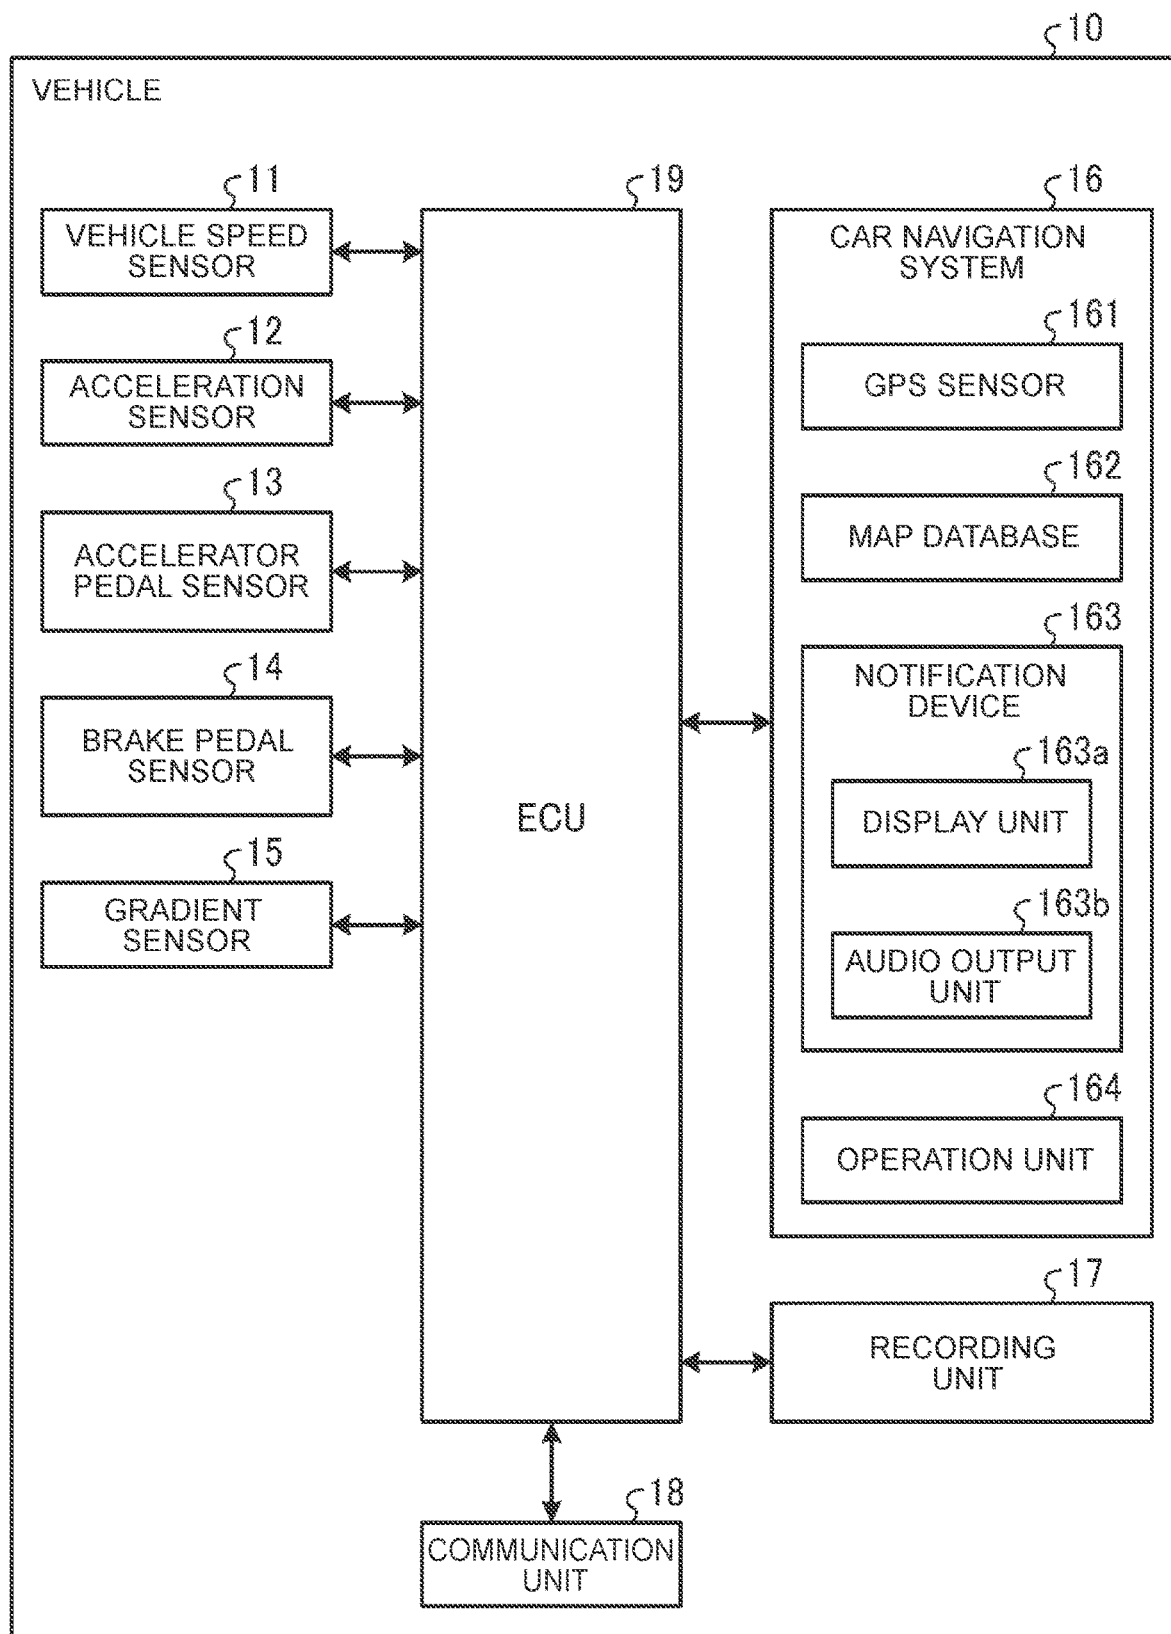 10
VEHICLE
11
VEHICLE SPEED
SENSOR
12
ACCELERATION
SENSOR
13
ACCELERATOR
PEDAL SENSOR
14
BRAKE PEDAL
SENSOR
15
GRADIENT
SENSOR
19
ECU
16
CAR NAVIGATION
SYSTEM
161
GPS SENSOR
162
MAP DATABASE
163
NOTIFICATION
DEVICE
163a
DISPLAY UNIT
163b
AUDIO OUTPUT
UNIT
164
OPERATION UNIT
17
RECORDING
UNIT
18
COMMUNICATION
UNIT